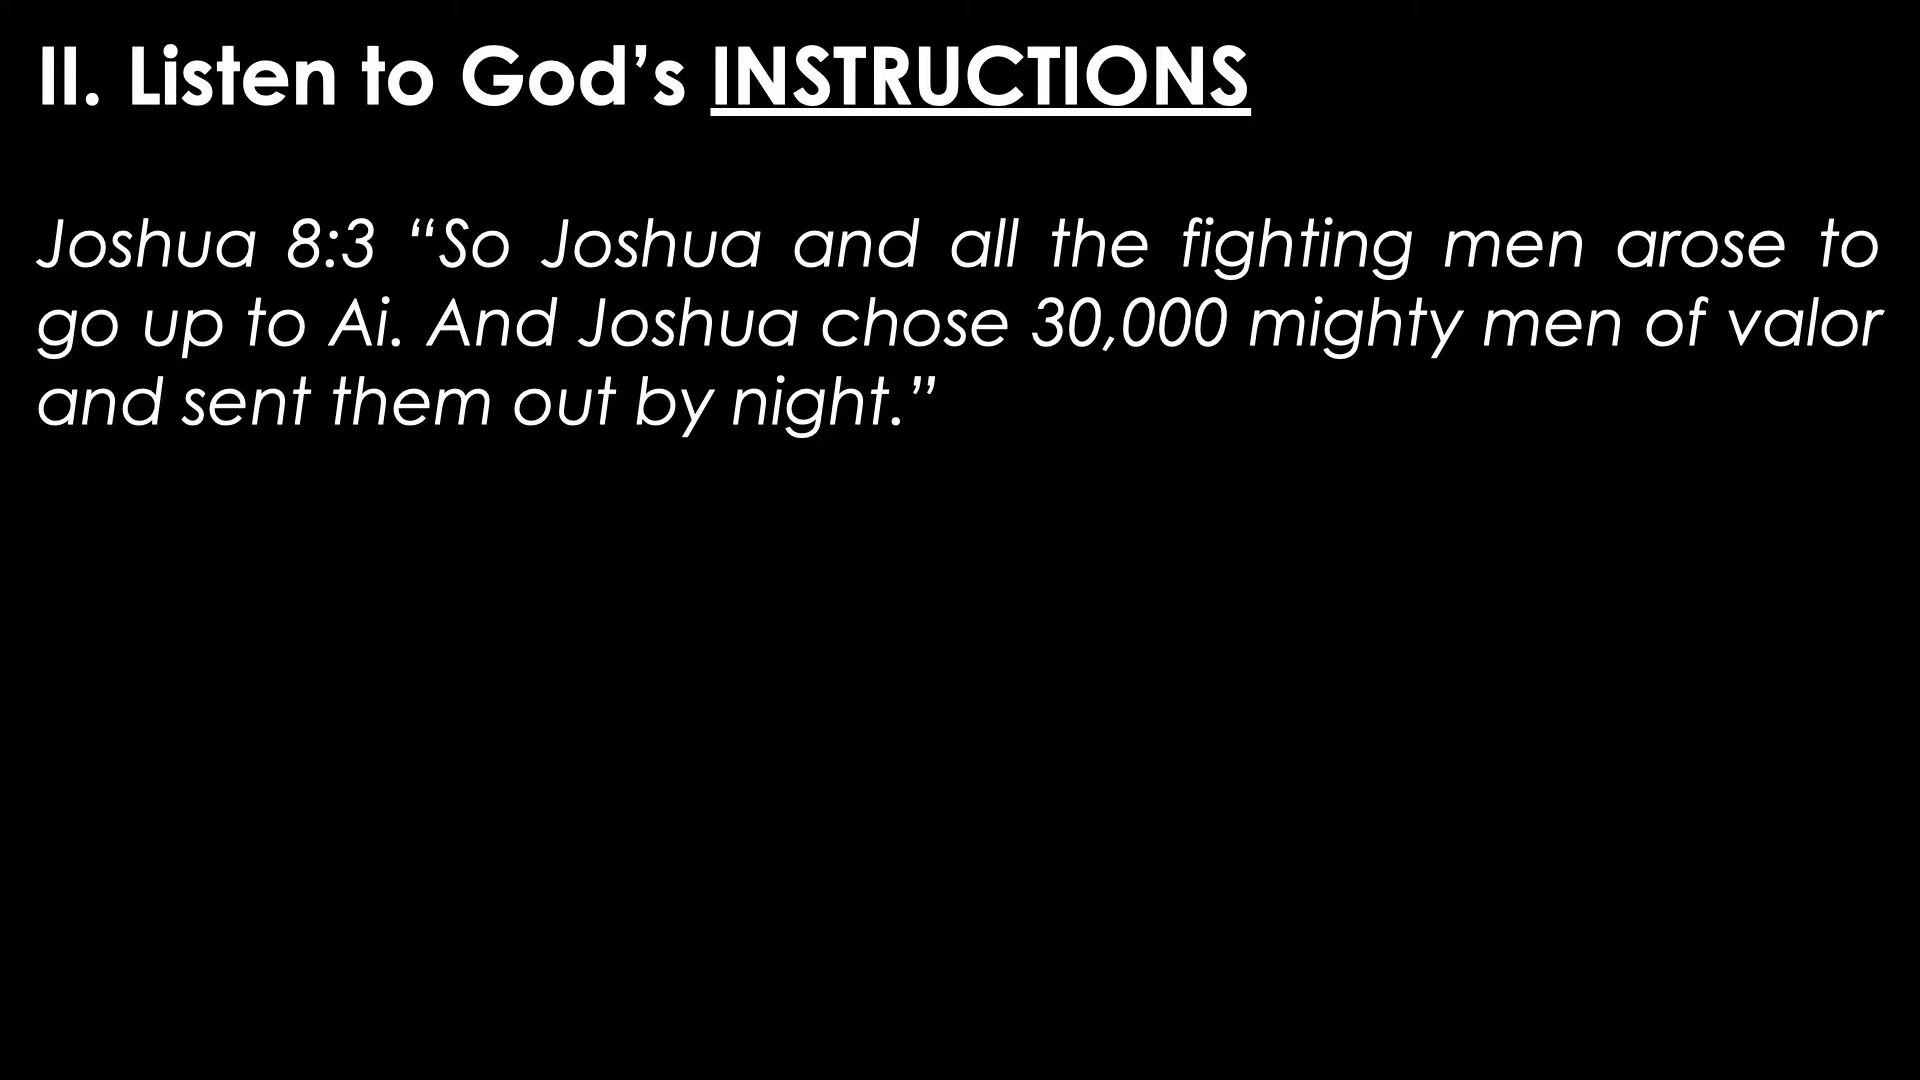 II. Listen to God’s INSTRUCTIONS
Joshua 8:3 “So Joshua and all the fighting men arose to
go up to Ai. And Joshua chose 30,000 mighty men of valor
and sent them out by night.”